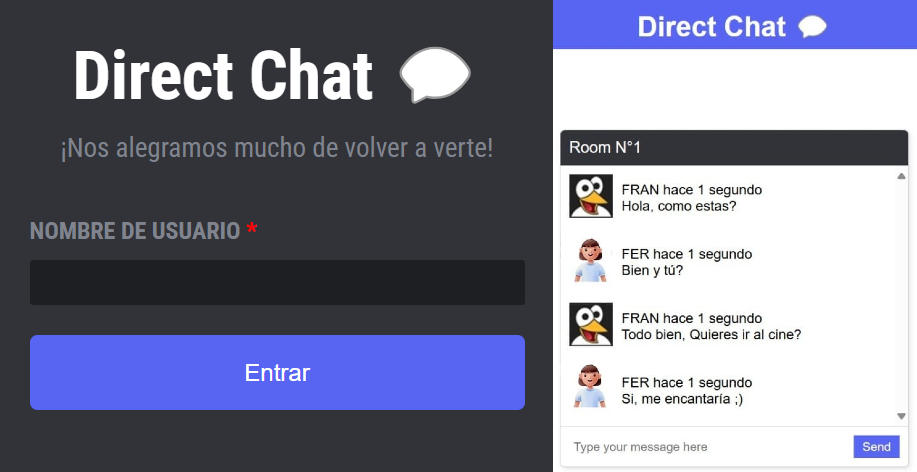 Direct Chat
¡Nos alegramos mucho de volver a verte!
NOMBRE DE USUARIO *
Entrar
Direct Chat
Room N°1
FRAN hace 1 segundo
Hola, como estas?
FER hace 1 segundo
Bien y tú?
FRAN hace 1 segundo
Todo bien, Quieres ir al cine?
FER hace 1 segundo
Si, me encantaría ;)
Type your message here
Send